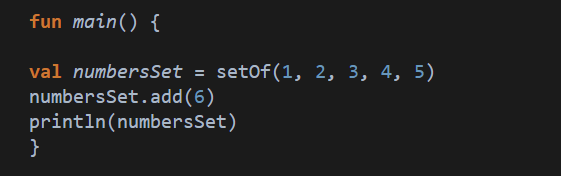 fun main() {
val numbersSet = setOf(1, 2, 3, 4, 5)
numbersSet.add(6)
println(numbersSet)
}